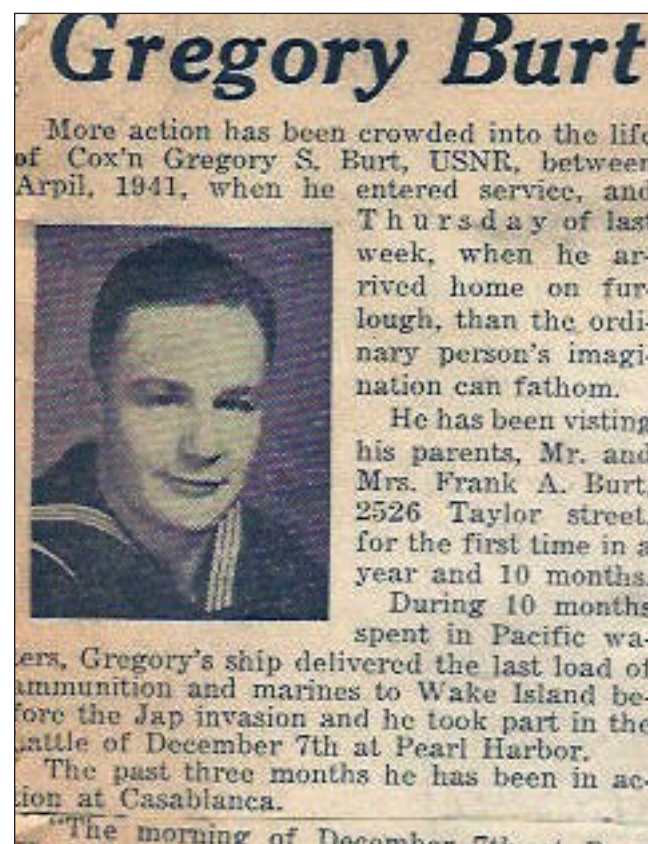 Gregory Burt
More action has been crowded into the life
of Cox'n Gregory S. Burt, USNR, between
Arpil, 1941, when he entered service, and
Thursday of last
week, when he ar-
rived home on fur-
lough, than the ordi-
nary person's imagi-
nation can fathom.
He has been visting
his parents, Mr. and
Mrs. Frank A. Burt,
2526 Taylor street,
for the first time in a
year and 10 months.
During 10 months
spent in Pacific wa-
ters, Gregory's ship delivered the last load of
ammunition and marines to Wake Island be-
fore the Jap invasion and he took part in the
battle of December 7th at Pearl Harbor.
The past three months he has been in ac-
tion at Casablanca.
"The morning of December 7th